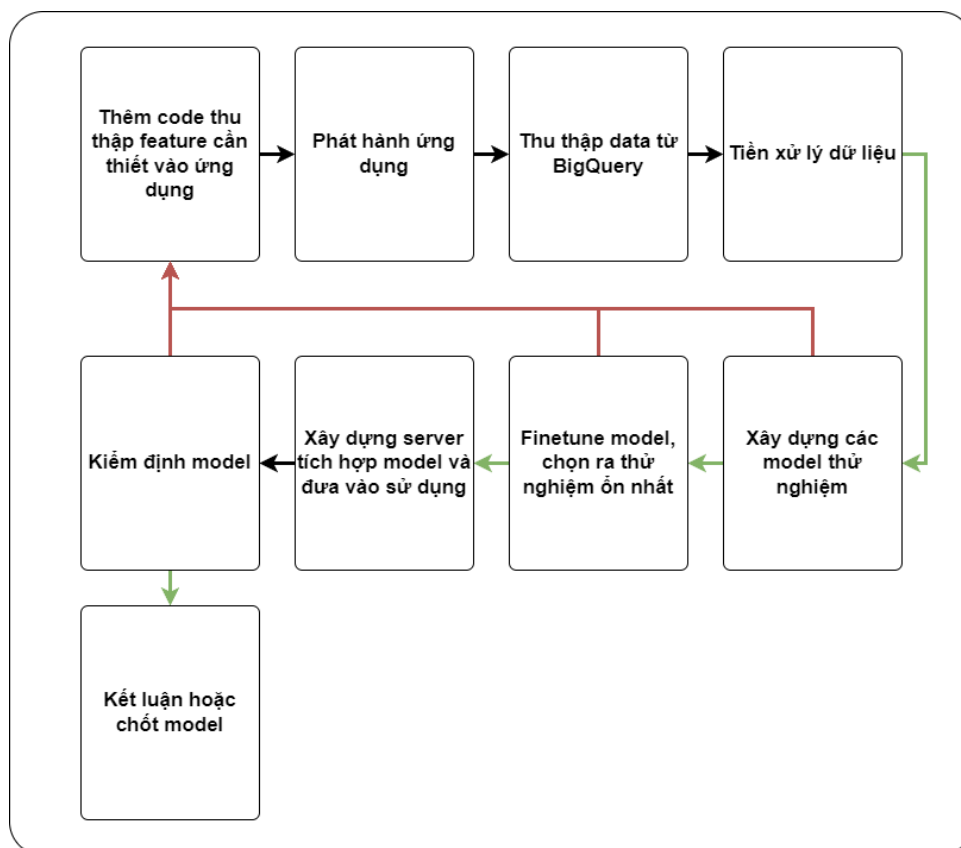 Thêm code thu
thập feature cần
thiết vào ứng
dụng
Phát hành ứng
dụng
Thu thập data từ
BigQuery
Tiền xử lý dữ liệu
Xây dựng các
model thử
nghiệm
Finetune model,
chọn ra thử
nghiệm ổn nhất
Xây dựng server
tích hợp model và
đưa vào sử dụng
Kiểm định model
Kết luận hoặc
chốt model